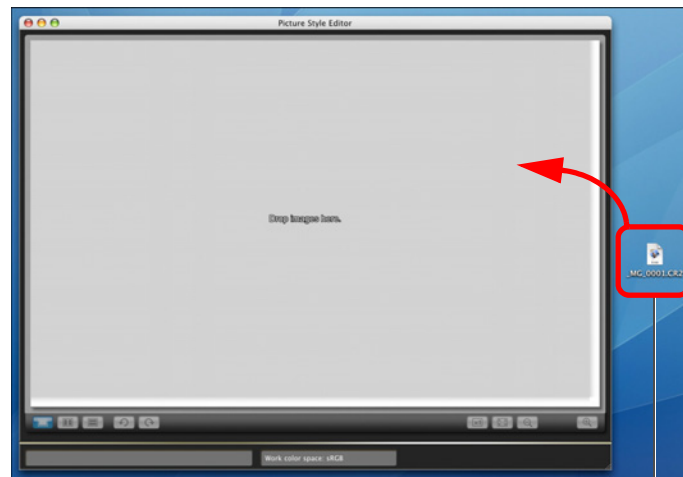 Picture Style Editor
Drop images here.
_MG_0001.CR2
Work color space: sRGB